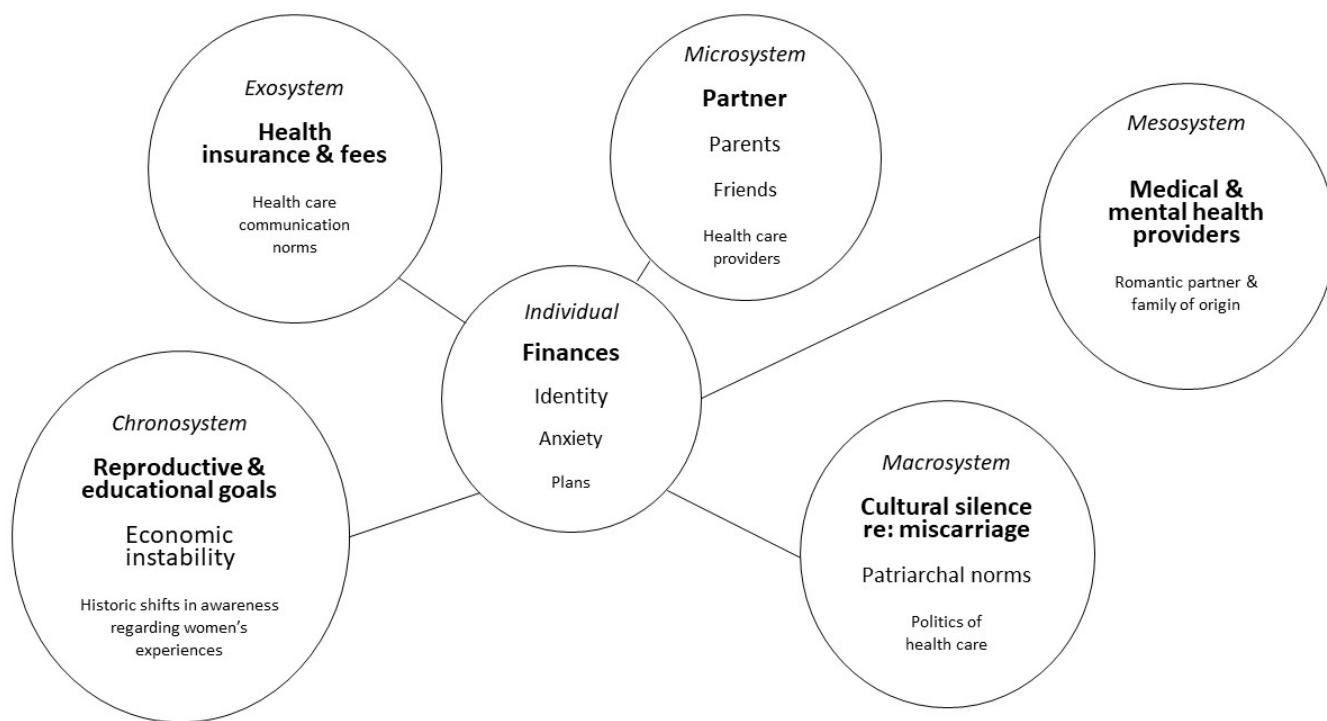 Exosystem
Health
insurance & fees
Health care
communication
norms
Microsystem
Partner
Parents
Friends
Health care
providers
Mesosystem
Medical &
mental health
providers
Romantic partner &
family of origin
Individual
Finances
Identity
Anxiety
Plans
Chronosystem
Reproductive &
educational goals
Economic
instability
Historic shifts in awareness
regarding women's
experiences
Macrosystem
Cultural silence
re: miscarriage
Patriarchal norms
Politics of
health care